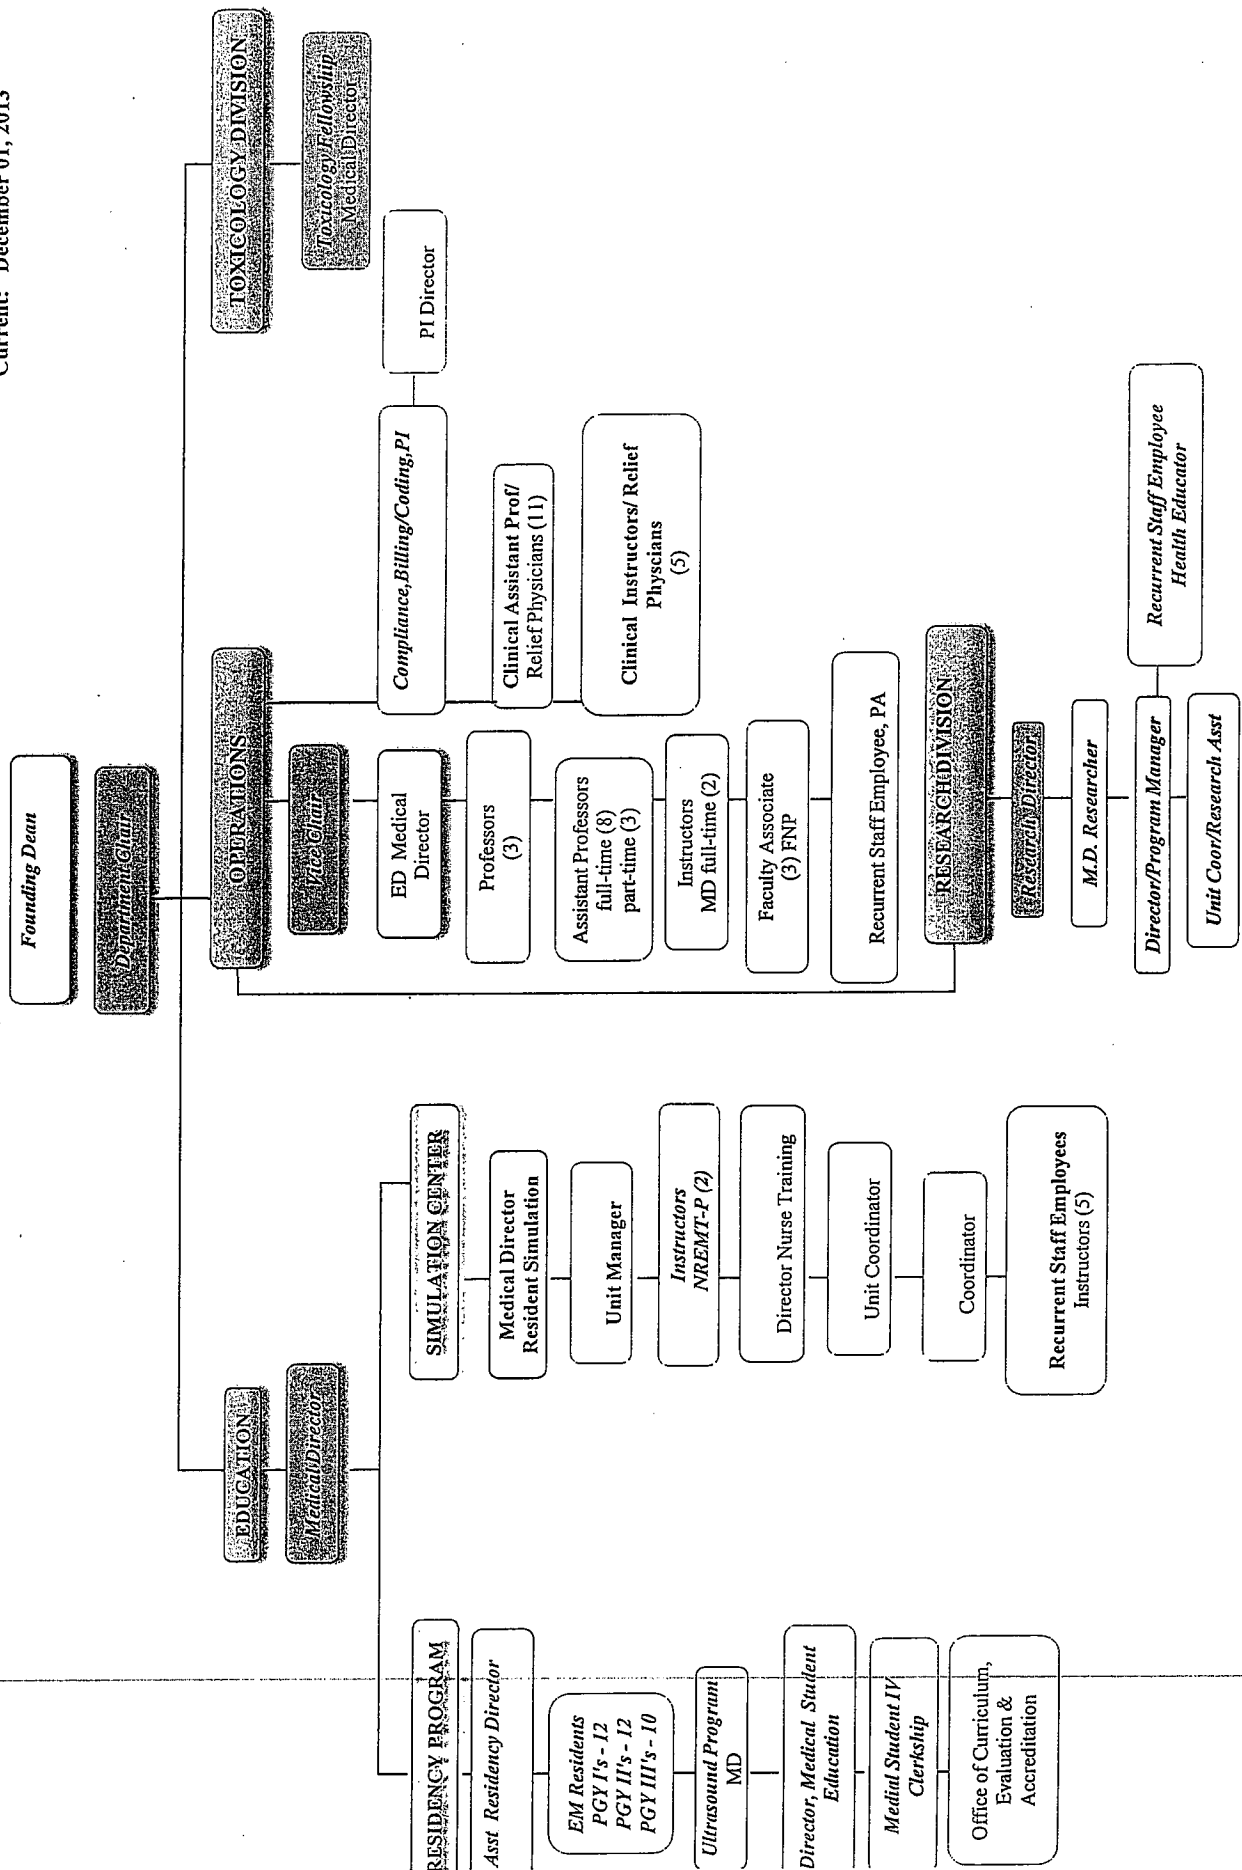 Current: December 01, 2013
Founding Dean
Department Chair
EDUCATION
Medical Director
RESIDENCY PROGRAM
Asst Residency Director
EM Residents
PGY I's - 12
PGY II's - 12
PGY III's - 10
Ultrasound Program
MD
Director, Medical Student
Education
Medial Student IV
Clerkship
Office of Curriculum,
Evaluation &
Accreditation
SIMULATION CENTER
Medical Director
Resident Simulation
Unit Manager
Instructors
NREMT-P (2)
Director Nurse Training
Unit Coordinator
Coordinator
Recurrent Staff Employees
Instructors (5)
OPERATIONS
Vice Chair
ED Medical
Director
Professors
(3)
Assistant Professors
full-time (8)
part-time (3)
Instructors
MD full-time (2)
Faculty Associate
(3) FNP
Recurrent Staff Employee, PA
Compliance,Billing/Coding,PI
PI Director
Clinical Assistant Prof/
Relief Physicians (11)
Clinical Instructors/ Relief
Physcians
(5)
RESEARCH DIVISION
Research Director
M.D. Researcher
Director/Program Manager
Recurrent Staff Employee
Health Educator
Unit Coor/Research Asst
TOXICOLOGY DIVISION
Toxicology Fellowship
Medical Director